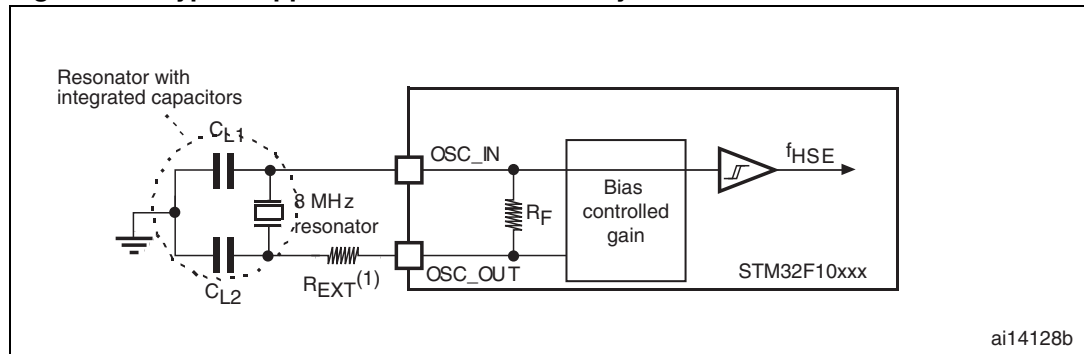 Resonator with
integrated capacitors
CL1
OSC_IN
fHSE
8 MHz
resonator
RF
Bias
controlled
gain
REXT(1)
OSC_OUT
STM32F10xxx
CL2
ai14128b